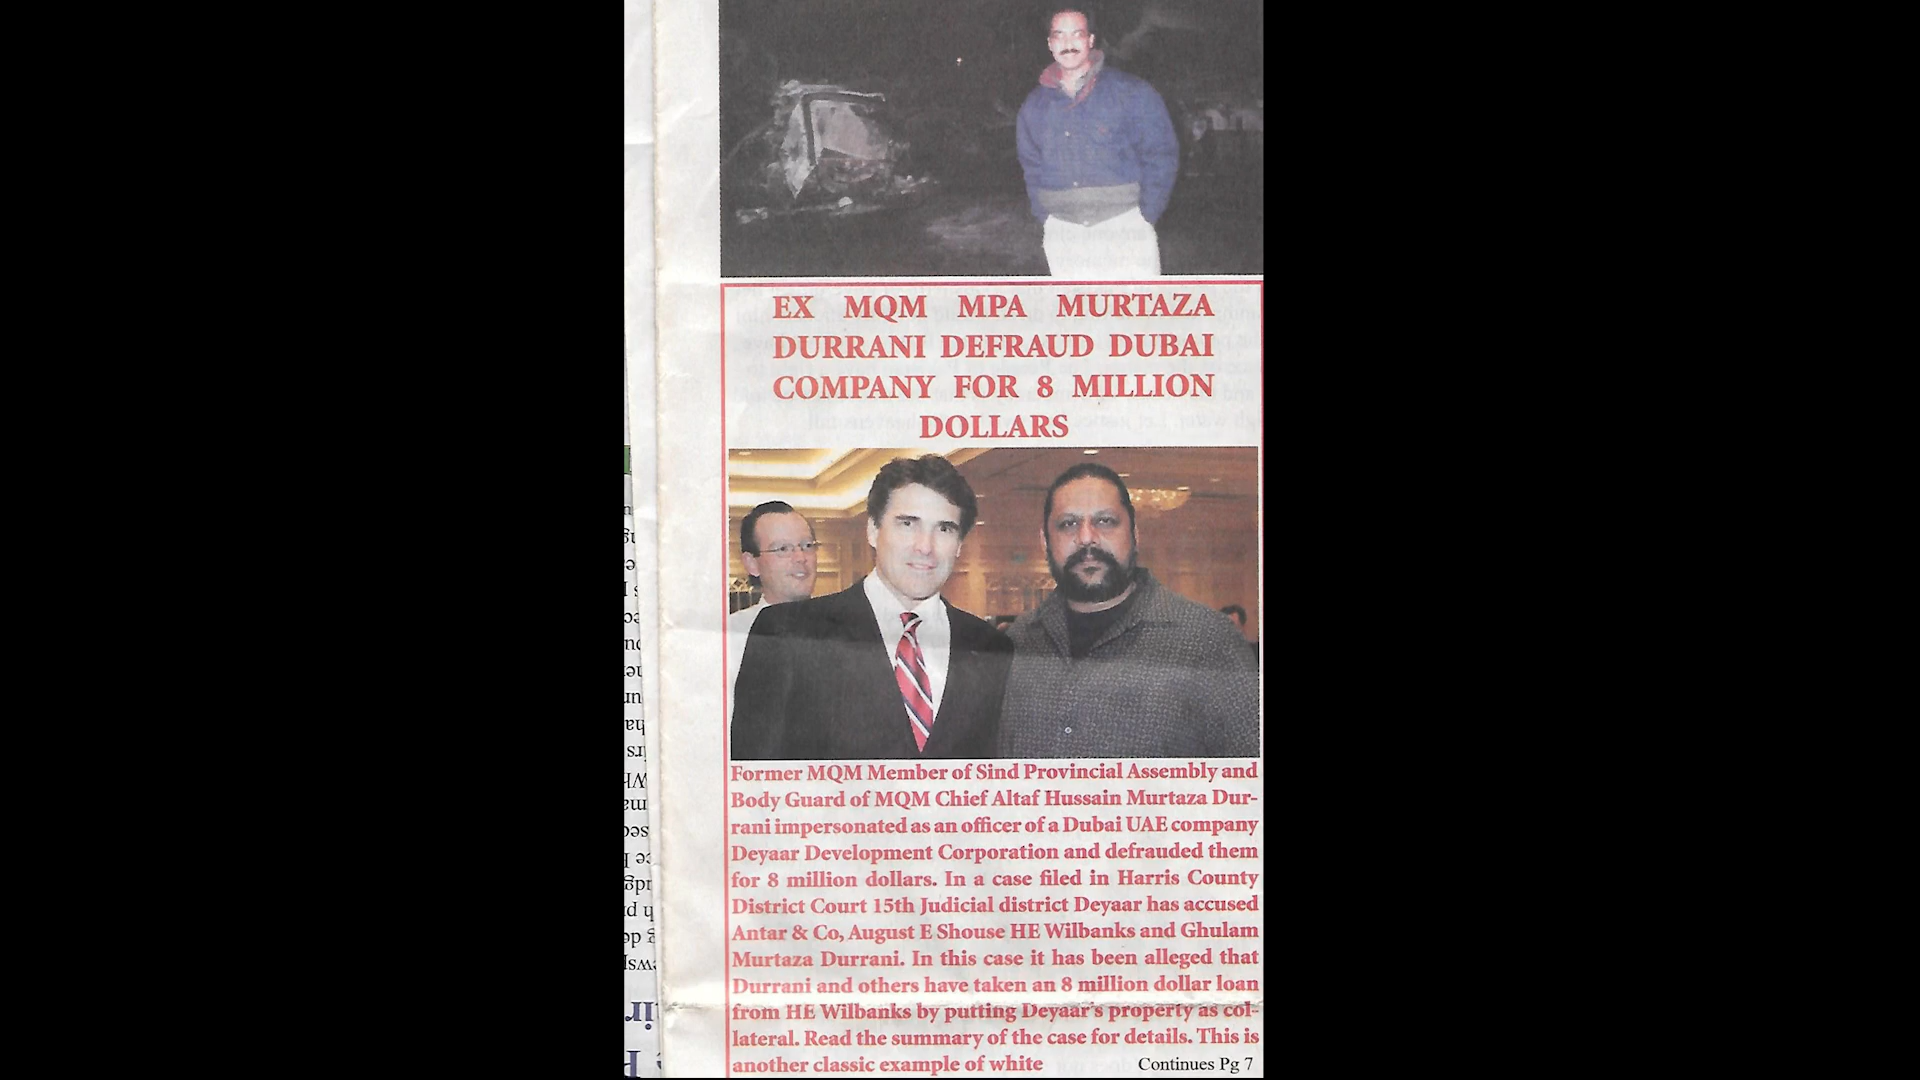 EX MQM MPA MURTAZA
DURRANI DEFRAUD DUBAI
COMPANY FOR 8 MILLION
DOLLARS
Former MQM Member of Sind Provincial Assembly and
Body Guard of MQM Chief Altaf Hussain Murtaza Dur-
rani impersonated as an officer of a Dubai UAE company
Deyaar Development Corporation and defrauded them
for 8 million dollars. In a case filed in Harris County
District Court 15th Judicial district Deyaar has accused
Antar & Co, August E Shouse HE Wilbanks and Ghulam
Murtaza Durrani. In this case it has been alleged that
Durrani and others have taken an 8 million dollar loan
from HE Wilbanks by putting Deyaar's property as col-
lateral. Read the summary of the case for details. This is
another classic example of white
Continues Pg 7